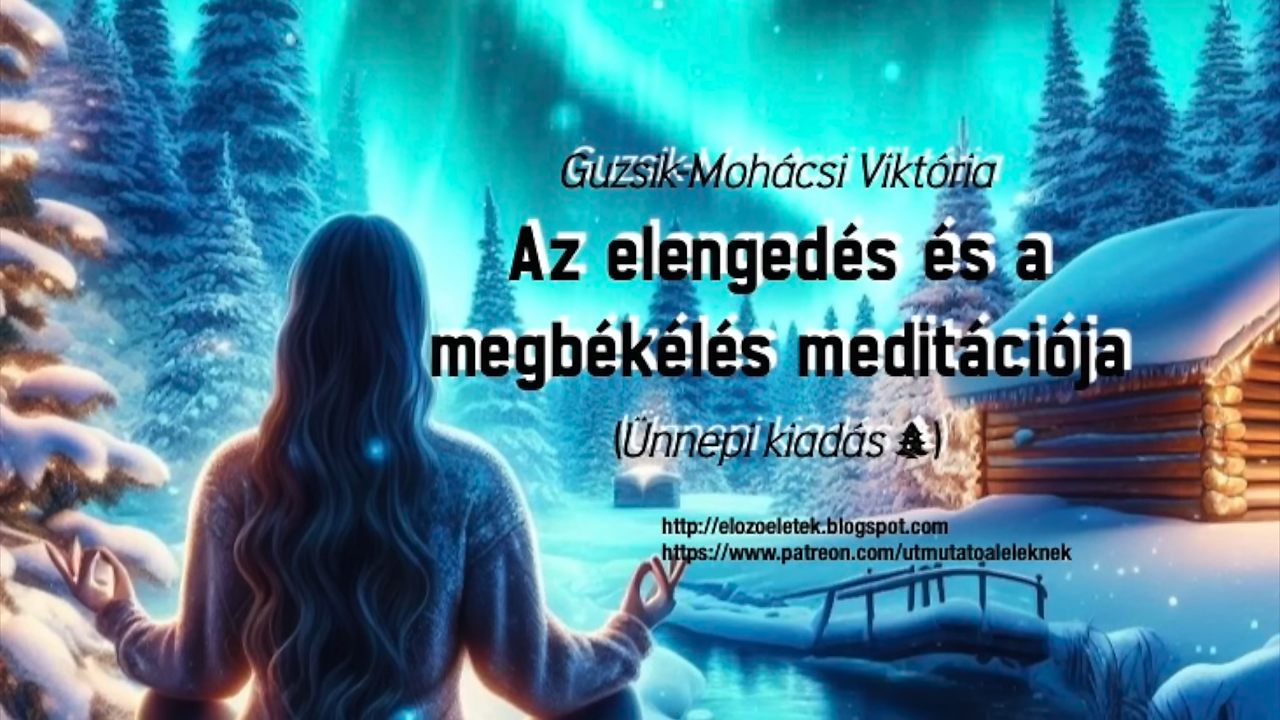 Guzsik-Mohácsi Viktória
Az elengedés és a
megbékélés meditációja
(Ünnepi kiadás🌲)
http://elozoeletek.blogspot.com
https://www.patreon.com/utmutatoaleleknek